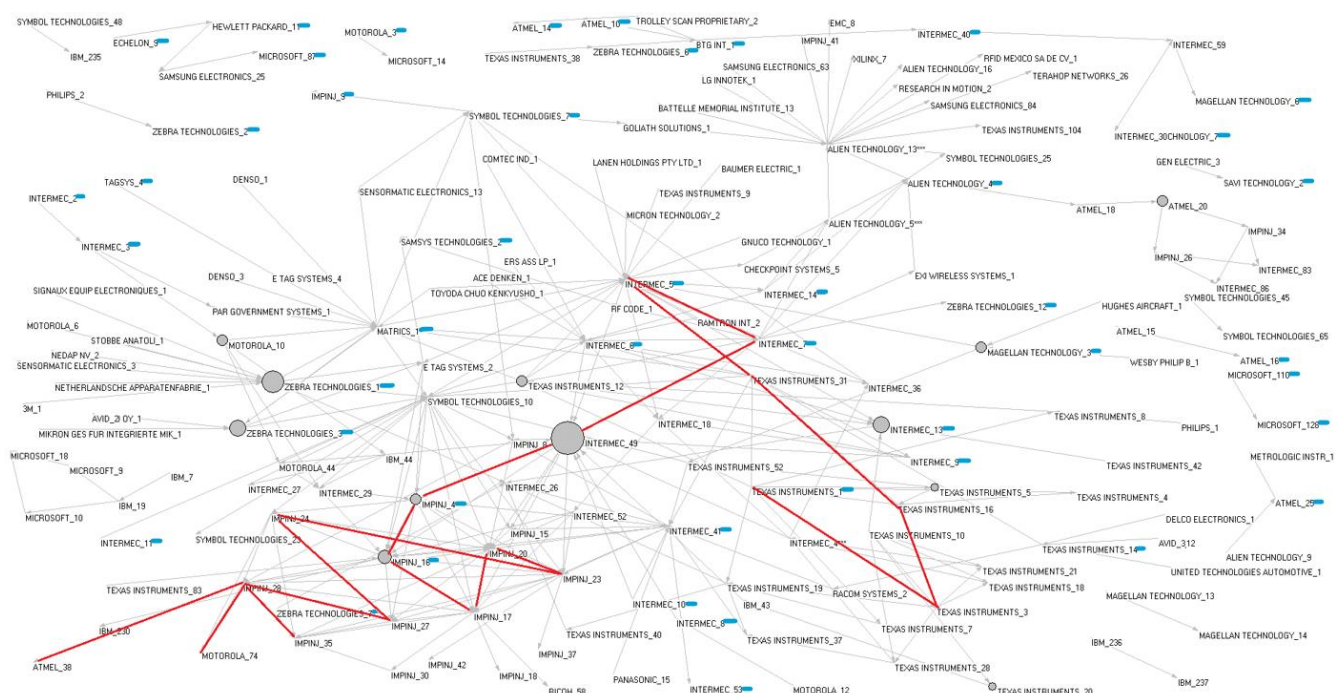 SYMBOL TECHNOLOGIES_48
HEWLETT PACKARD_11
ECHELON_9
IBM_235
MICROSOFT_87
SAMSUNG ELECTRONICS_25
MOTOROLA_3
MICROSOFT_14
ATMEL_14
ATMEL_10
TROLLEY SCAN PROPRIETARY_2
BTG INT_1
ZEBRA TECHNOLOGIES_6
TEXAS INSTRUMENTS_38
EMC_8
IMPINJ_41
INTERMEC_40
INTERMEC_59
SAMSUNG ELECTRONICS_63
XILINX_7
RFID MEXICO SA DE CV_1
ALIEN TECHNOLOGY_16
TERAHOP NETWORKS_26
LG INNOTEK_1
RESEARCH IN MOTION_2
PHILIPS_2
IMPINJ_9
SAMSUNG ELECTRONICS_84
MAGELLAN TECHNOLOGY_6
BATTELLE MEMORIAL INSTITUTE_13
SYMBOL TECHNOLOGIES_7
GOLIATH SOLUTIONS_1
ZEBRA TECHNOLOGIES_2
TEXAS INSTRUMENTS_104
ALIEN TECHNOLOGY_13***
COMTEC IND_1
LANEN HOLDINGS PTY LTD_1
BAUMER ELECTRIC_1
SYMBOL TECHNOLOGIES_25
GEN ELECTRIC_3
SAVI TECHNOLOGY_2
TAGSYS_4
DENSO_1
SENSORMATIC ELECTRONICS_13
TEXAS INSTRUMENTS_9
ALIEN TECHNOLOGY_4
INTERMEC_2
MICRON TECHNOLOGY_2
ALIEN TECHNOLOGY_5***
ATMEL_18
ATMEL_20
IMPINJ_34
INTERMEC_3
SAMSYS TECHNOLOGIES_2
GNUCO TECHNOLOGY_1
ERS ASS LP_1
IMPINJ_26
INTERMEC_83
DENSO_3
E TAG SYSTEMS_4
ACE DENKEN_1
CHECKPOINT SYSTEMS_5
EXI WIRELESS SYSTEMS_1
INTERMEC_5
INTERMEC_86
SIGNAUX EQUIP ELECTRONIQUES_1
TOYODA CHUO KENKYUSHO_1
INTERMEC_14
SYMBOL TECHNOLOGIES_45
PAR GOVERNMENT SYSTEMS_1
RF CODE_1
ZEBRA TECHNOLOGIES_12
HUGHES AIRCRAFT_1
MOTOROLA_6
MATRICS_1
RAMTRON INT_2
ATMEL_15
SYMBOL TECHNOLOGIES_65
STOBBE ANATOLI_1
MOTOROLA_10
INTERMEC_6
INTERMEC_7
MAGELLAN TECHNOLOGY_3
NEDAP NV_2
SENSORMATIC ELECTRONICS_3
E TAG SYSTEMS_2
WESBY PHILIP B_1
ATMEL_16
MICROSOFT_110
NETHERLANDSCHE APPARATENFABRIE_1
ZEBRA TECHNOLOGIES_1
TEXAS INSTRUMENTS_12
TEXAS INSTRUMENTS_31
INTERMEC_36
SYMBOL TECHNOLOGIES_10
3M_1
TEXAS INSTRUMENTS_8
INTERMEC_18
PHILIPS_1
MICROSOFT_128
MIKRON GES FUR INTEGRIERTE MIK_1
ZEBRA TECHNOLOGIES_3
IMPINJ_8
INTERMEC_49
INTERMEC_13
MICROSOFT_18
MICROSOFT_9
IBM_7
MOTOROLA_44
IBM_44
TEXAS INSTRUMENTS_52
INTERMEC_9
TEXAS INSTRUMENTS_42
METROLOGIC INSTR_1
INTERMEC_27
INTERMEC_29
INTERMEC_26
TEXAS INSTRUMENTS_1
TEXAS INSTRUMENTS_5
TEXAS INSTRUMENTS_4
IMPINJ_4
IBM_19
TEXAS INSTRUMENTS_16
ATMEL_25
MICROSOFT_10
IMPINJ_24
INTERMEC_52
DELCO ELECTRONICS_1
IMPINJ_15
INTERMEC_41
TEXAS INSTRUMENTS_10
INTERMEC_11
INTERMEC_4***
TEXAS INSTRUMENTS_14
ALIEN TECHNOLOGY_9
IMPINJ_16
IMPINJ_20
TEXAS INSTRUMENTS_21
UNITED TECHNOLOGIES AUTOMOTIVE_1
IMPINJ_23
TEXAS INSTRUMENTS_83
IMPINJ_28
TEXAS INSTRUMENTS_19
TEXAS INSTRUMENTS_18
RACOM SYSTEMS_2
MAGELLAN TECHNOLOGY_13
INTERMEC_10
IBM_43
IMPINJ_17
TEXAS INSTRUMENTS_3
IMPINJ_27
INTERMEC_8
IBM_230
TEXAS INSTRUMENTS_7
TEXAS INSTRUMENTS_40
TEXAS INSTRUMENTS_37
MAGELLAN TECHNOLOGY_14
IMPINJ_35
IBM_236
MOTOROLA_74
IMPINJ_37
ATMEL_38
IMPINJ_42
TEXAS INSTRUMENTS_28
IMPINJ_30
IMPINJ_18
PANASONIC_15
IBM_237
RICOH_58
INTERMEC_53
MOTOROLA_12
TEXAS INSTRUMENTS_20